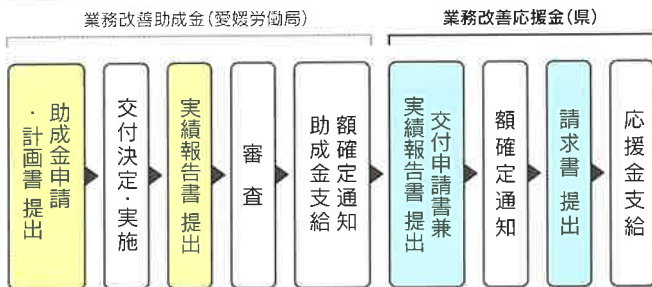 業務改善助成金（愛媛労働局）
業務改善応援金（県）
助成金申請
・計画書 提出
交付決定・実施
実績報告書 提出
審査
額確定通知
助成金支給
交付申請書兼
実績報告書 提出
額確定通知
請求書 提出
応援金支給